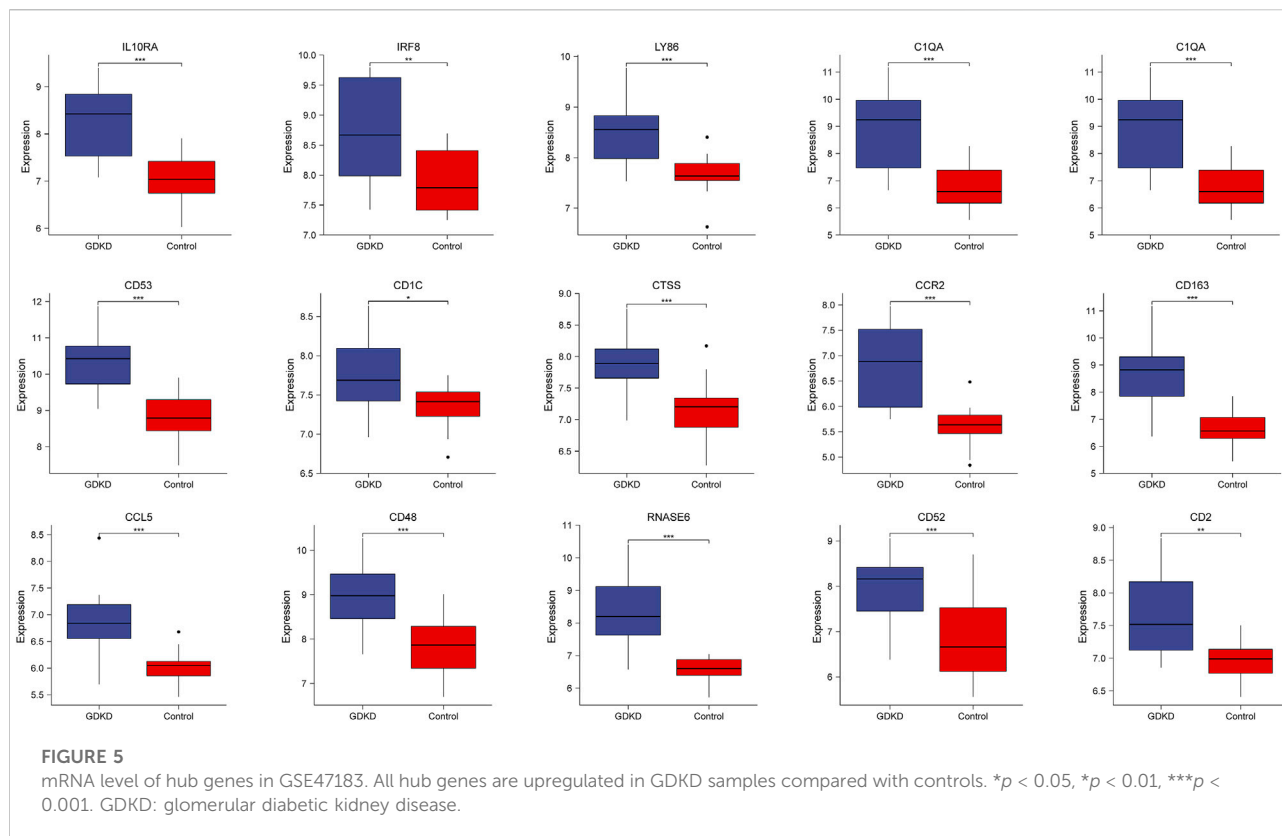 IL10RA
***
Expression
9
8
7
6
GDKD Control
IRF8
**
Expression
10.0
9.5
9.0
8.5
8.0
7.5
7.0
GDKD Control
LY86
***
Expression
10
9
8
7
GDKD Control
C1QA
***
Expression
11
10
9
8
7
6
5
GDKD Control
C1QA
***
Expression
11
10
9
8
7
6
5
GDKD Control
CD53
***
Expression
12
11
10
9
8
GDKD Control
CD1C
*
Expression
8.5
8.0
7.5
7.0
6.5
GDKD Control
CTSS
***
Expression
9.0
8.5
8.0
7.5
7.0
6.5
GDKD Control
CCR2
***
Expression
8.0
7.5
7.0
6.5
6.0
5.5
5.0
GDKD Control
CD163
***
Expression
11
10
9
8
7
6
5
GDKD Control
CCL5
***
Expression
8.5
8.0
7.5
7.0
6.5
6.0
5.5
GDKD Control
CD48
***
Expression
10
9
8
7
GDKD Control
RNASE6
***
Expression
11
10
9
8
7
6
GDKD Control
CD52
***
Expression
9
8
7
6
GDKD Control
CD2
**
Expression
9.0
8.5
8.0
7.5
7.0
6.5
GDKD Control
FIGURE 5
mRNA level of hub genes in GSE47183. All hub genes are upregulated in GDKD samples compared with controls. *p < 0.05, *p < 0.01, ***p <
0.001. GDKD: glomerular diabetic kidney disease.